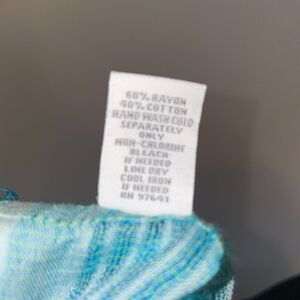 60% RAYON
40% COTTON
HAND WASH COLD
SEPARATELY
ONLY
NON-CHLORINE
BLEACH
IF NEEDED
LINE DRY
COOL IRON
IF NEEDED
RN 97641